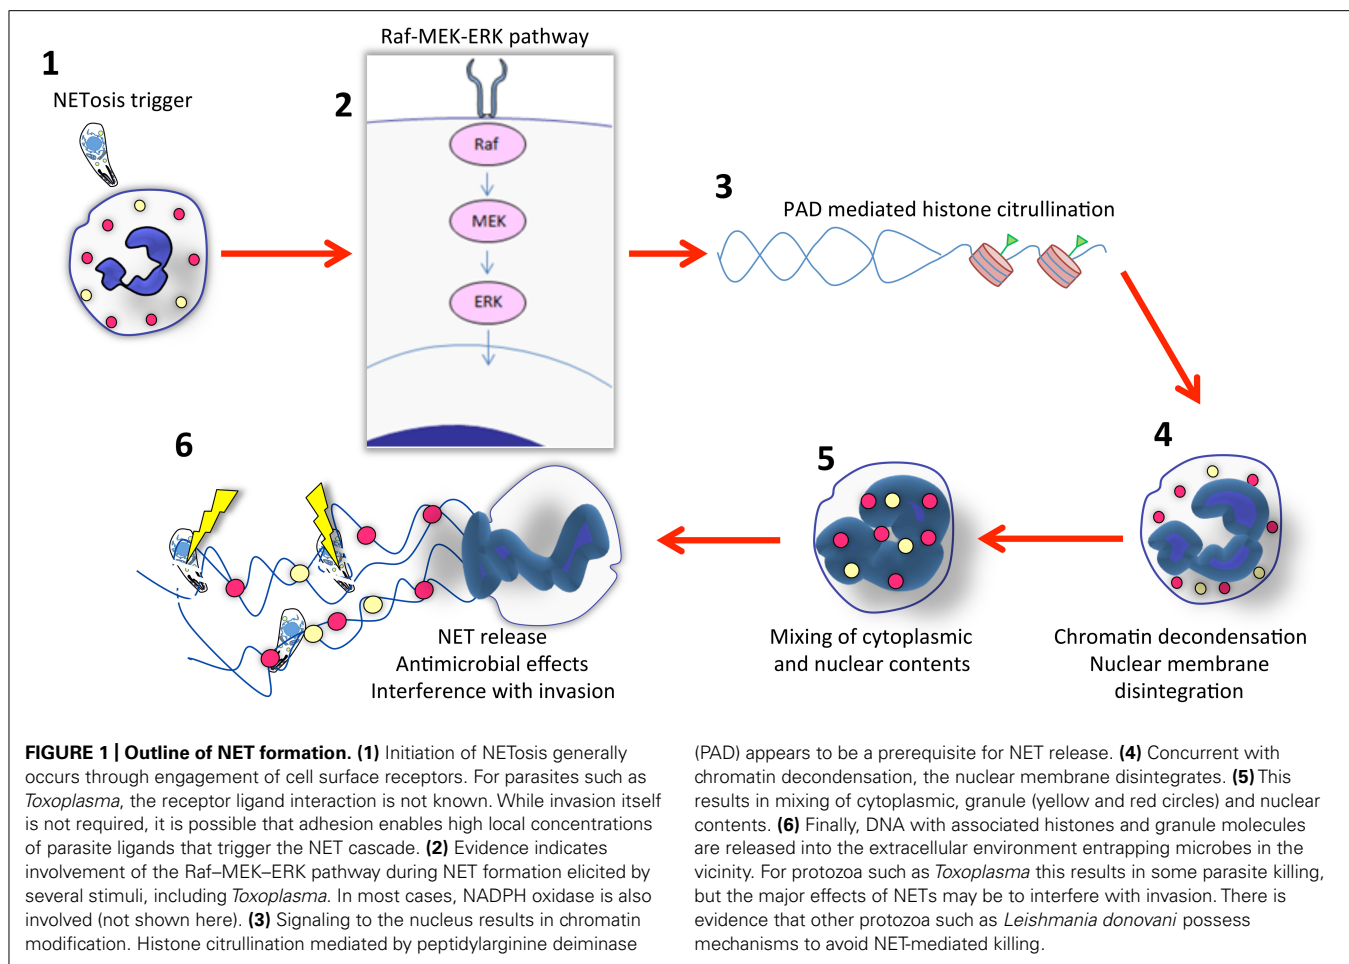 Raf-MEK-ERK pathway
1
NETosis trigger
2
Raf
MEK
ERK
3
PAD mediated histone citrullination
4
Chromatin decondensation
Nuclear membrane
disintegration
5
Mixing of cytoplasmic
and nuclear contents
6
NET release
Antimicrobial effects
Interference with invasion
FIGURE 1 | Outline of NET formation. (1) Initiation of NETosis generally
occurs through engagement of cell surface receptors. For parasites such as
Toxoplasma, the receptor ligand interaction is not known. While invasion itself
is not required, it is possible that adhesion enables high local concentrations
of parasite ligands that trigger the NET cascade. (2) Evidence indicates
involvement of the Raf–MEK–ERK pathway during NET formation elicited by
several stimuli, including Toxoplasma. In most cases, NADPH oxidase is also
involved (not shown here). (3) Signaling to the nucleus results in chromatin
modification. Histone citrullination mediated by peptidylarginine deiminase
(PAD) appears to be a prerequisite for NET release. (4) Concurrent with
chromatin decondensation, the nuclear membrane disintegrates. (5) This
results in mixing of cytoplasmic, granule (yellow and red circles) and nuclear
contents. (6) Finally, DNA with associated histones and granule molecules
are released into the extracellular environment entrapping microbes in the
vicinity. For protozoa such as Toxoplasma this results in some parasite killing,
but the major effects of NETs may be to interfere with invasion. There is
evidence that other protozoa such as Leishmania donovani possess
mechanisms to avoid NET-mediated killing.